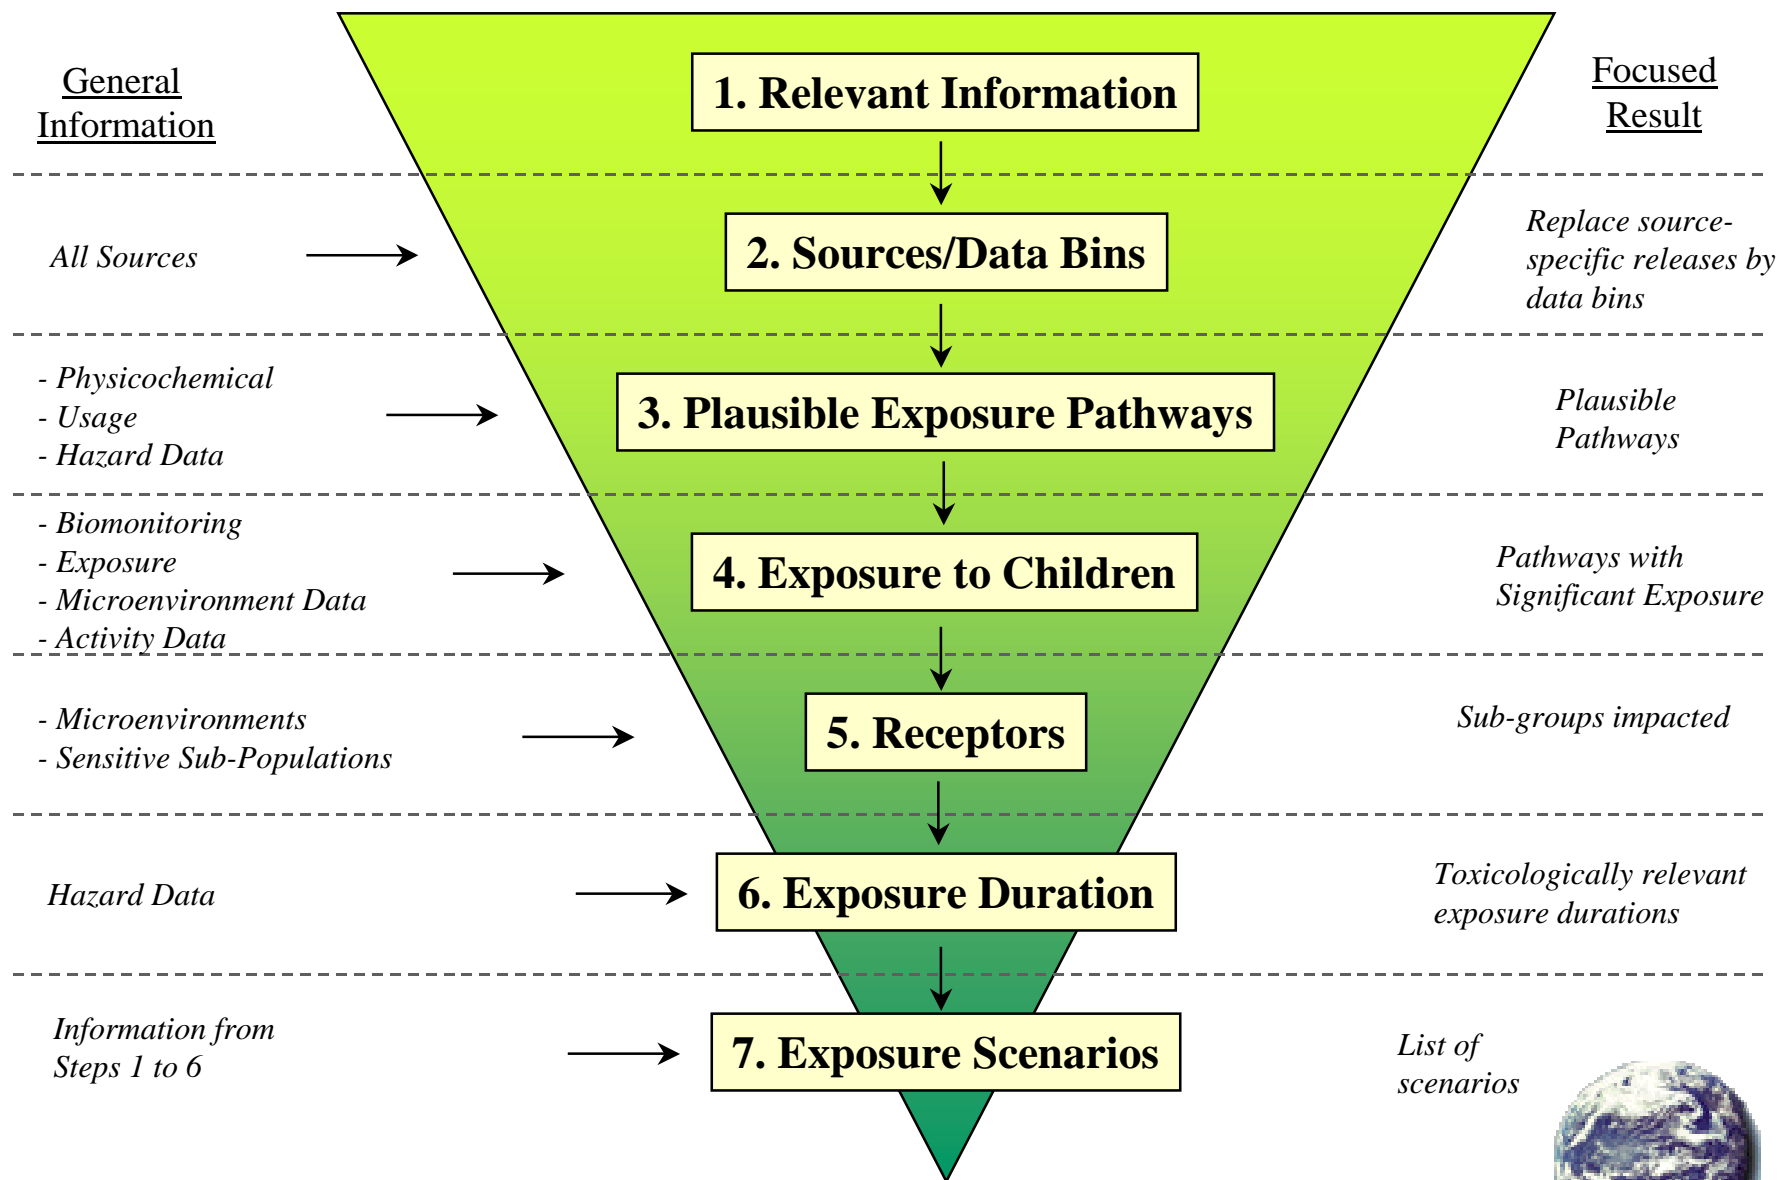 General
Information
1. Relevant Information
Focused
Result
All Sources
2. Sources/Data Bins
Replace source-
specific releases by
data bins
- Physicochemical
- Usage
- Hazard Data
3. Plausible Exposure Pathways
Plausible
Pathways
- Biomonitoring
- Exposure
- Microenvironment Data
- Activity Data
4. Exposure to Children
Pathways with
Significant Exposure
- Microenvironments
- Sensitive Sub-Populations
5. Receptors
Sub-groups impacted
Hazard Data
6. Exposure Duration
Toxicologically relevant
exposure durations
Information from
Steps 1 to 6
7. Exposure Scenarios
List of
scenarios